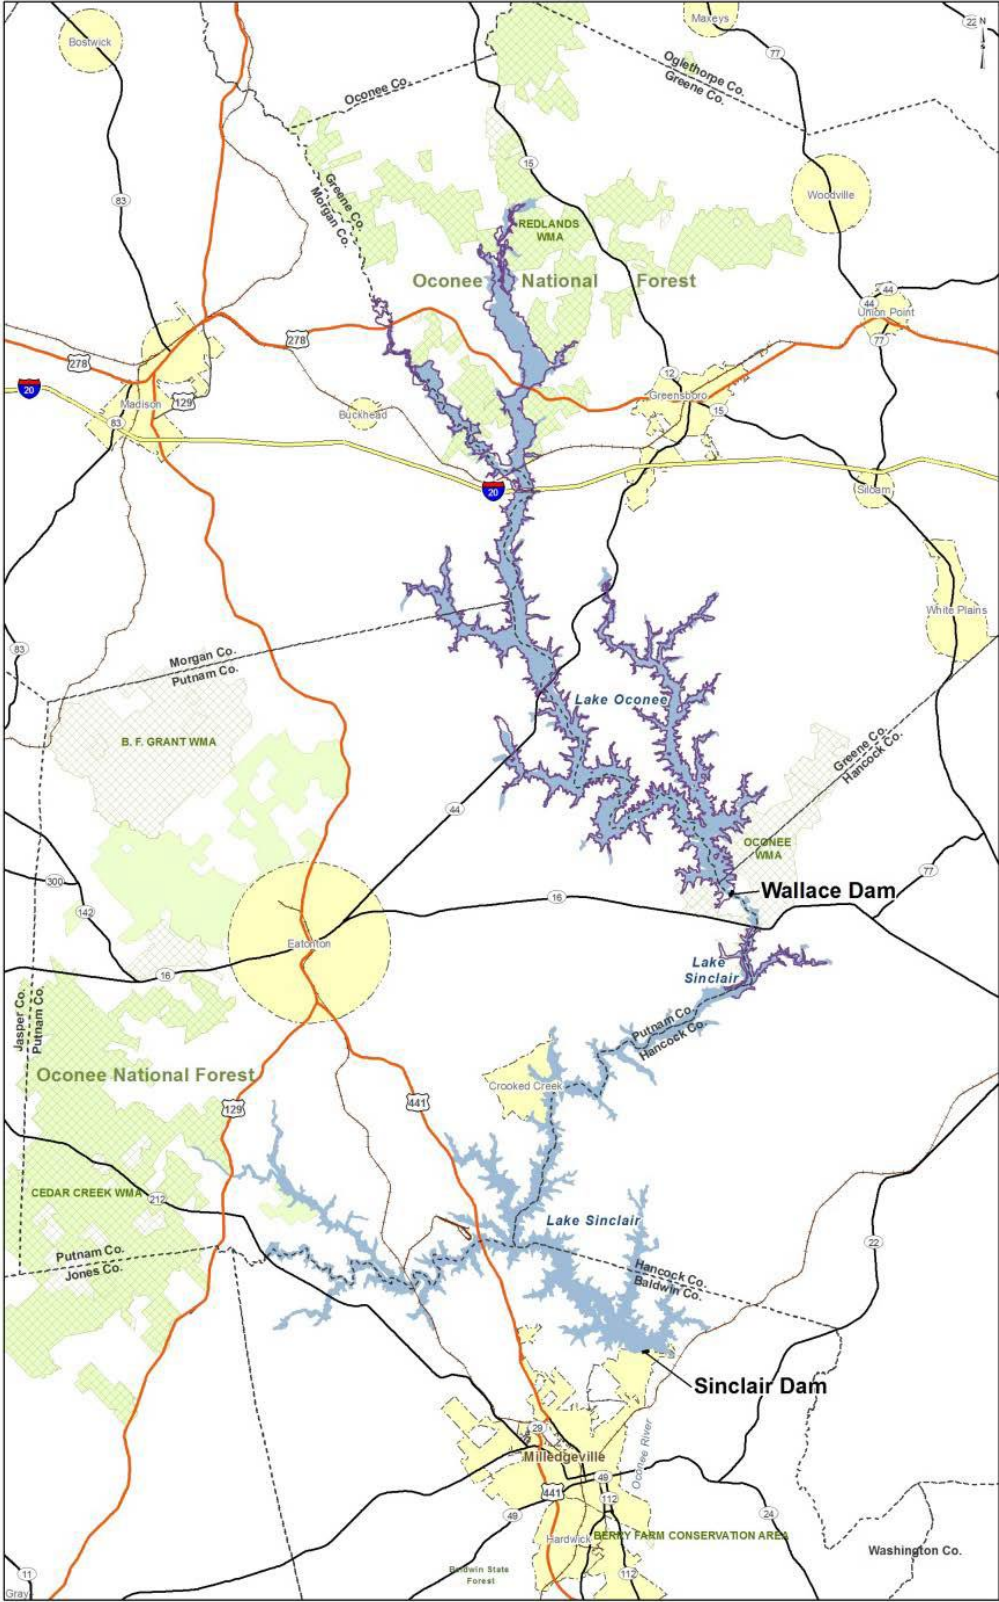 Maxeys
22
N
S
Bostwick
77
Oglethorpe Co.
Greene Co.
Oconee Co.
15
83
Greene Co.
Morgan Co.
Woodville
REDLANDS
WMA
Oconee National Forest
44
44
Union Point
77
278
278
12
20
Madison
129
83
Buckhead
Greensboro
15
20
Siloam
White Plains
83
Morgan Co.
Putnam Co.
Lake Oconee
B. F. GRANT WMA
Greene Co.
Hancock Co.
44
OCONEE
WMA
Wallace Dam
77
300
142
16
Eatonton
16
Lake
Sinclair
Jasper Co.
Putnam Co.
Putnam Co.
Hancock Co.
Oconee National Forest
Crooked Creek
129
441
CEDAR CREEK WMA
212
Lake Sinclair
22
Putnam Co.
Jones Co.
Hancock Co.
Baldwin Co.
Sinclair Dam
29
Oconee River
Milledgeville
49
441
112
49
24
Hardwick
BERRY FARM CONSERVATION AREA
Washington Co.
11
Baldwin State
Forest
112
Gray